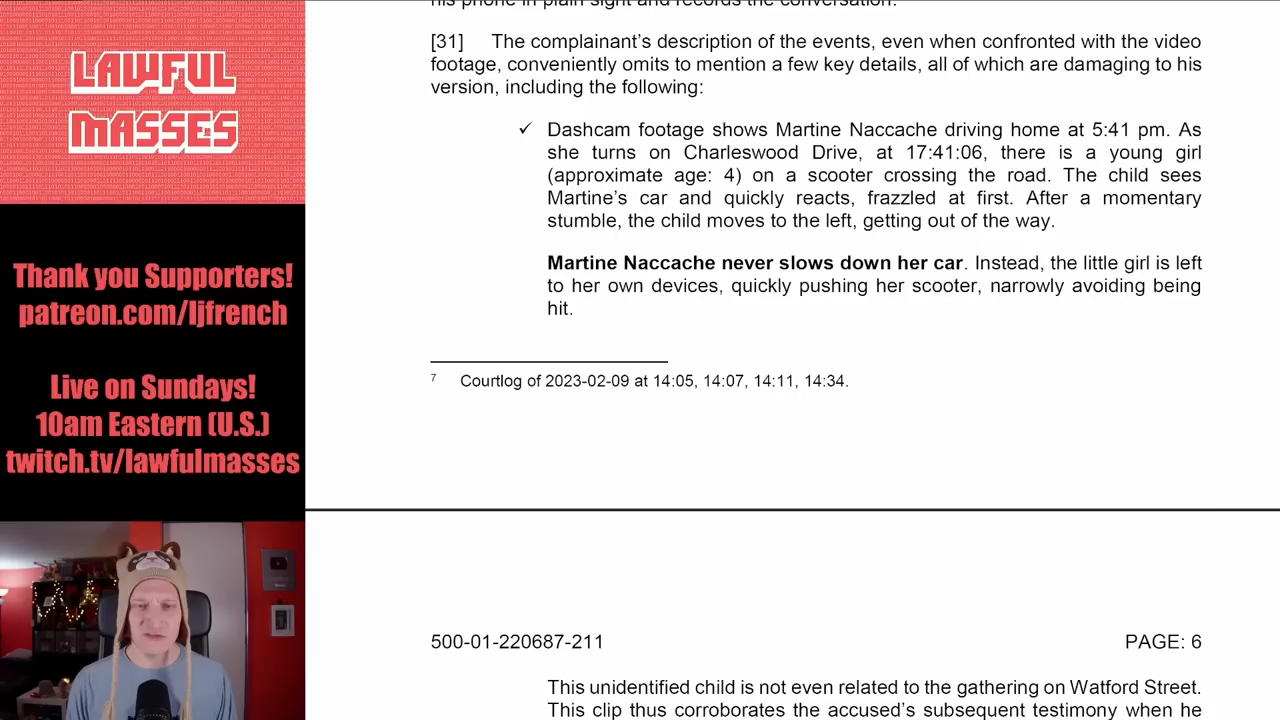 LAWFUL
MASSES
Thank you Supporters!
patreon.com/ljfrench
Live on Sundays!
10am Eastern (U.S.)
twitch.tv/lawfulmasses
his phone in plain sight and records the conversation.
[31] The complainant's description of the events, even when confronted with the video
footage, conveniently omits to mention a few key details, all of which are damaging to his
version, including the following:
✓ Dashcam footage shows Martine Naccache driving home at 5:41 pm. As
she turns on Charleswood Drive, at 17:41:06, there is a young girl
(approximate age: 4) on a scooter crossing the road. The child sees
Martine's car and quickly reacts, frazzled at first. After a momentary
stumble, the child moves to the left, getting out of the way.
Martine Naccache never slows down her car. Instead, the little girl is left
to her own devices, quickly pushing her scooter, narrowly avoiding being
hit.
7 Courtlog of 2023-02-09 at 14:05, 14:07, 14:11, 14:34.
500-01-220687-211 PAGE: 6
This unidentified child is not even related to the gathering on Watford Street.
This clip thus corroborates the accused's subsequent testimony when he